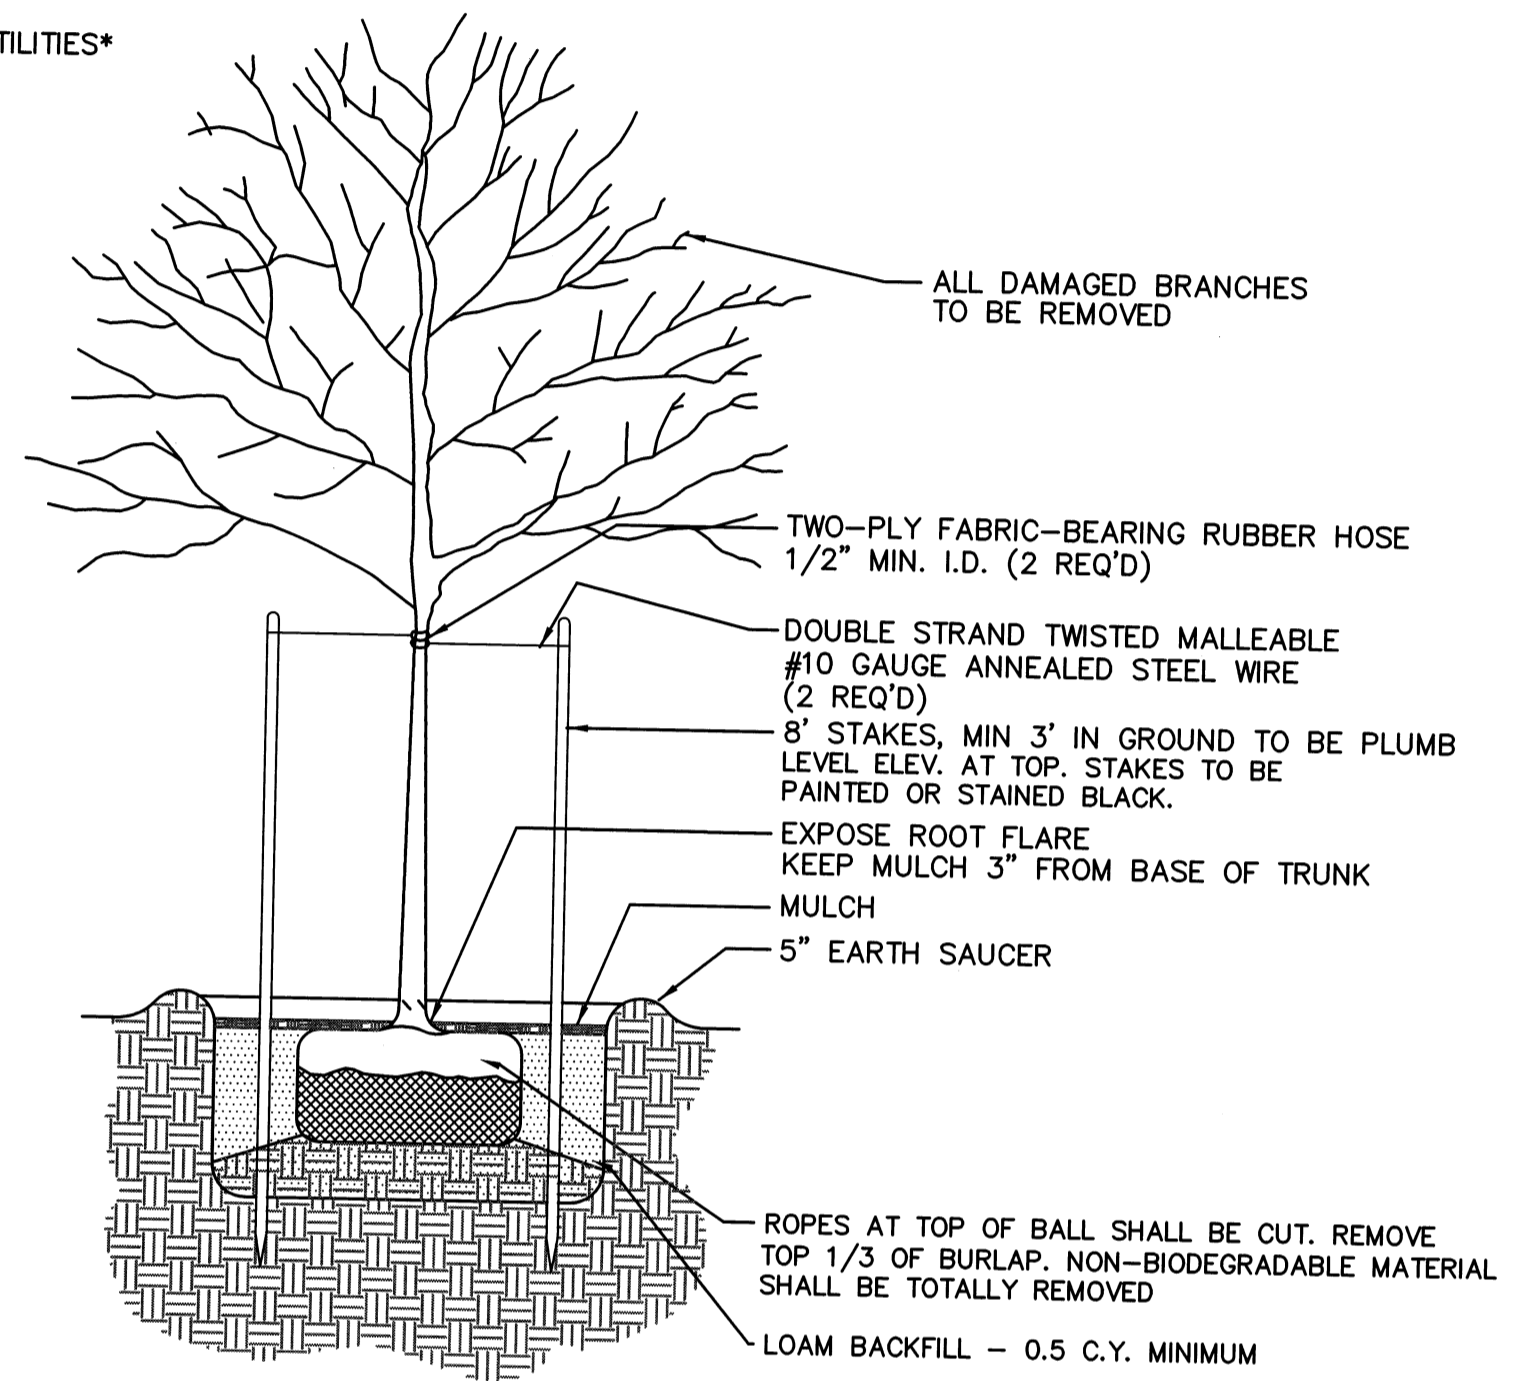 TILITIES*
ALL DAMAGED BRANCHES
TO BE REMOVED
TWO-PLY FABRIC-BEARING RUBBER HOSE
1/2" MIN. I.D. (2 REQ'D)
DOUBLE STRAND TWISTED MALLEABLE
#10 GAUGE ANNEALED STEEL WIRE
(2 REQ'D)
8' STAKES, MIN 3' IN GROUND TO BE PLUMB
LEVEL ELEV. AT TOP. STAKES TO BE
PAINTED OR STAINED BLACK.
EXPOSE ROOT FLARE
KEEP MULCH 3" FROM BASE OF TRUNK
MULCH
5" EARTH SAUCER
ROPES AT TOP OF BALL SHALL BE CUT. REMOVE
TOP 1/3 OF BURLAP. NON-BIODEGRADABLE MATERIAL
SHALL BE TOTALLY REMOVED
LOAM BACKFILL - 0.5 C.Y. MINIMUM